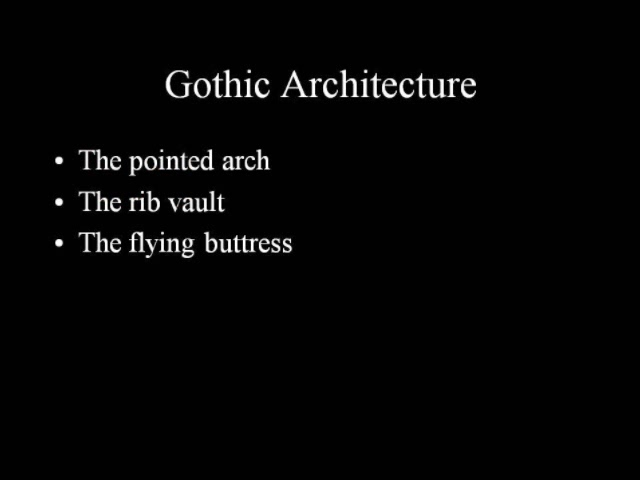 Gothic Architecture
• The pointed arch
• The rib vault
• The flying buttress